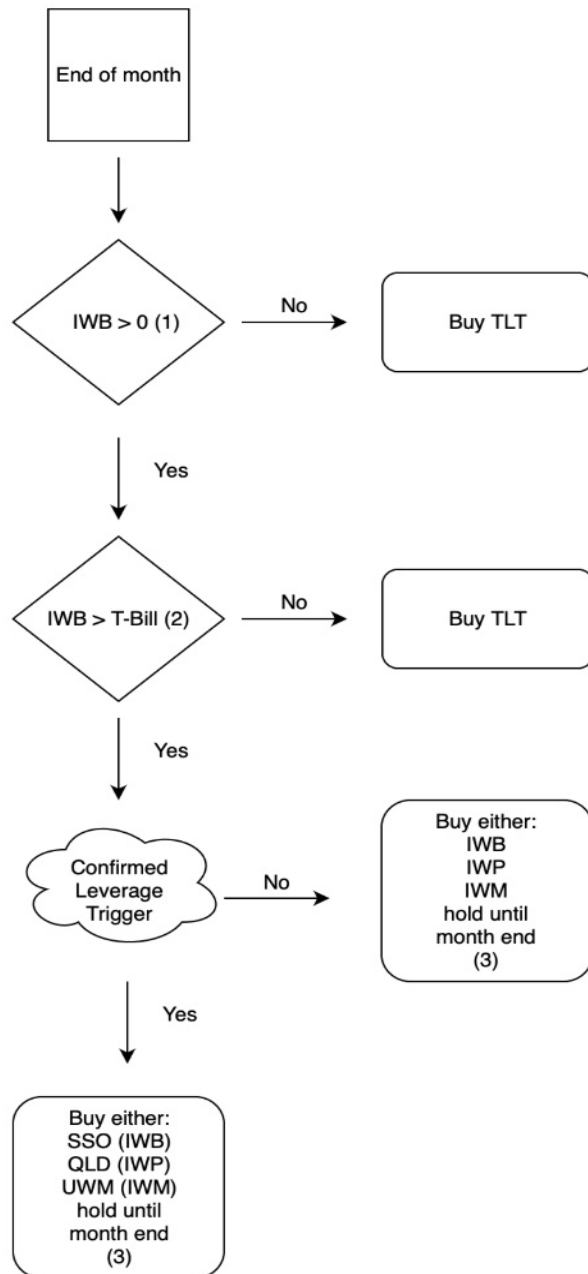 End of month
IWB > 0 (1)
No
Buy TLT
Yes
IWB > T-Bill (2)
No
Buy TLT
Yes
Confirmed
Leverage
Trigger
No
Buy either:
IWB
IWP
IWM
hold until
month end
(3)
Yes
Buy either:
SSO (IWB)
QLD (IWP)
UWM (IWM)
hold until
month end
(3)